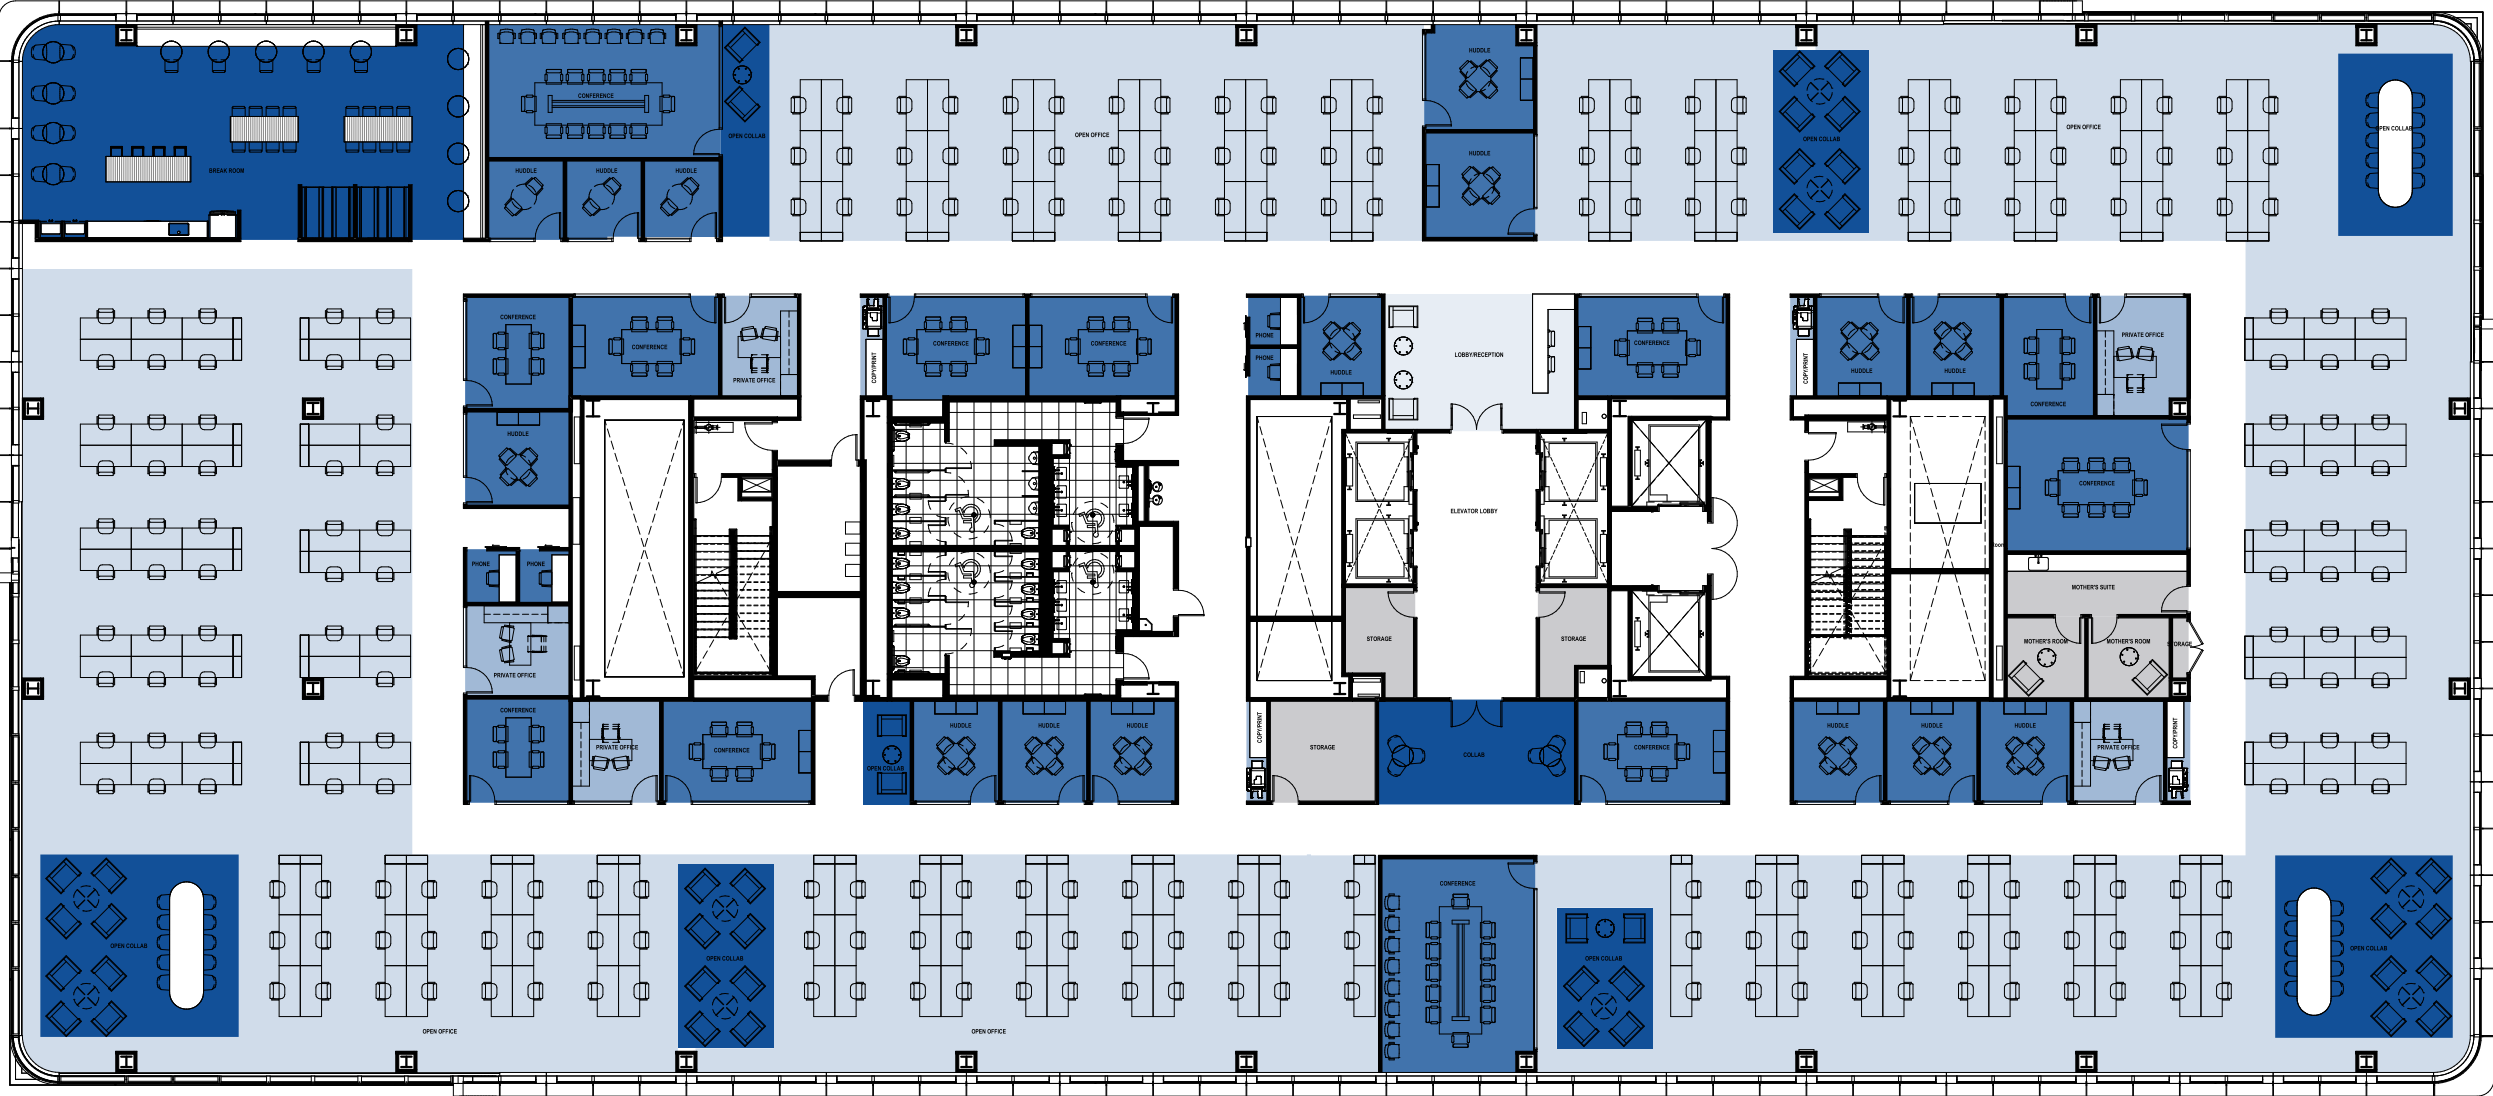 HUDDLE
CONFERENCE
OPEN COLLAB
OPEN OFFICE
OPEN OFFICE
OPEN COLLAB
OPEN COLLAB
HUDDLE
BREAK ROOM
HUDDLE
HUDDLE
HUDDLE
CONFERENCE
CONFERENCE
PRIVATE OFFICE
COPY/PRINT
CONFERENCE
CONFERENCE
PHONE
PHONE
HUDDLE
LOBBY/RECEPTION
CONFERENCE
COPY/PRINT
HUDDLE
HUDDLE
CONFERENCE
PRIVATE OFFICE
HUDDLE
CONFERENCE
ELEVATOR LOBBY
PHONE
PHONE
MOTHER'S SUITE
STORAGE
STORAGE
MOTHER'S ROOM
MOTHER'S ROOM
STORAGE
PRIVATE OFFICE
CONFERENCE
PRIVATE OFFICE
CONFERENCE
OPEN COLLAB
HUDDLE
HUDDLE
HUDDLE
COPY/PRINT
STORAGE
COLLAB
CONFERENCE
HUDDLE
HUDDLE
HUDDLE
PRIVATE OFFICE
COPY/PRINT
CONFERENCE
OPEN COLLAB
OPEN COLLAB
OPEN COLLAB
OPEN COLLAB
OPEN OFFICE
OPEN OFFICE